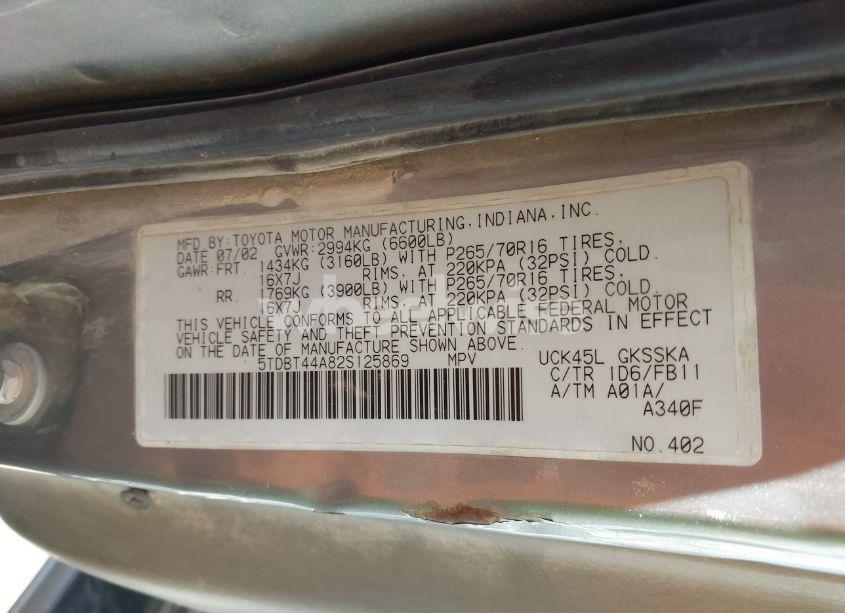 MFD BY:TOYOTA MOTOR MANUFACTURING,INDIANA,INC.
DATE 07/02 GVWR:2994KG (6600LB)
GAWR:FRT. 1434KG (3160LB) WITH P265/70R16 TIRES.
16X7J RIMS. AT 220KPA (32PSI) COLD.
RR. 1769KG (3900LB) WITH P265/70R16 TIRES.
16X7J RIMS. AT 220KPA (32PSI) COLD.
THIS VEHICLE CONFORMS TO ALL APPLICABLE FEDERAL MOTOR
VEHICLE SAFETY AND THEFT PREVENTION STANDARDS IN EFFECT
ON THE DATE OF MANUFACTURE SHOWN ABOVE.
5TDBT44A82S125869 MPV UCK45L GKSSKA
C/TR 1D6/FB11
A/TM A01A/
A340F
NO.402